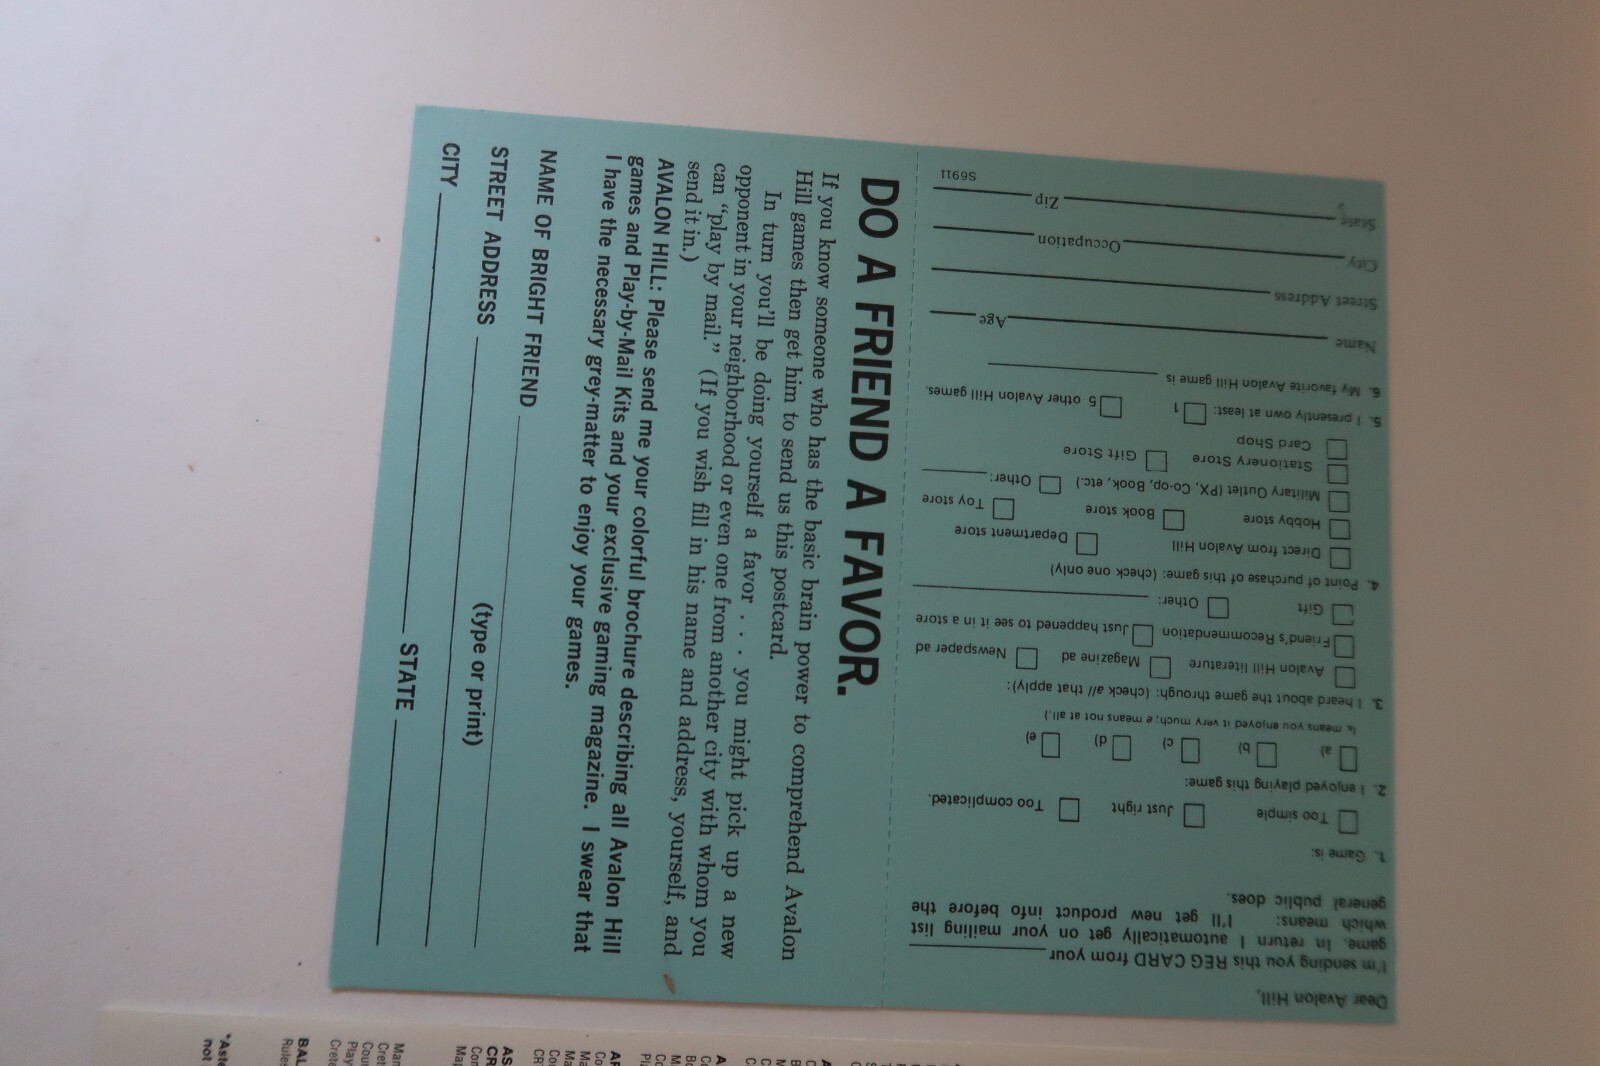 DO A FRIEND A FAVOR.
If you know someone who has the basic brain power to comprehend Avalon
Hill games then get him to send us this postcard.
In turn you'll be doing yourself a favor . . . you might pick up a new
opponent in your neighborhood or even one from another city with whom you
can "play by mail." (If you wish fill in his name and address, yourself, and
send it in.)
AVALON HILL: Please send me your colorful brochure describing all Avalon Hill
games and Play-by-Mail Kits and your exclusive gaming magazine. I swear that
I have the necessary grey-matter to enjoy your games.
NAME OF BRIGHT FRIEND
(type or print)
STREET ADDRESS
CITY STATE
Dear Avalon Hill,
I'm sending you this REG CARD from your
game. In return I automatically get on your mailing list
which means: I'll get new product info before the
general public does.
1. Game is:
Too simple Just right Too complicated.
2. I enjoyed playing this game:
a) b) c) d) e)
means you enjoyed it very much; e means not at all.)
3. I heard about the game through: (check all that apply):
Avalon Hill literature Magazine ad Newspaper ad
Friend's Recommendation Just happened to see it in a store
Gift Other:
4. Point of purchase of this game: (check one only)
Direct from Avalon Hill Department store
Hobby store Book store Toy store
Military Outlet (PX, Co-op, Book, etc.) Other:
Stationery Store Gift Store
Card Shop
5. I presently own at least: 1 5 other Avalon Hill games.
6. My favorite Avalon Hill game is
Name Age
Street Address
City Occupation
State Zip
S6911
*Aste
not
BAL
Rules
Cret
Play
Cour
Cret
Man